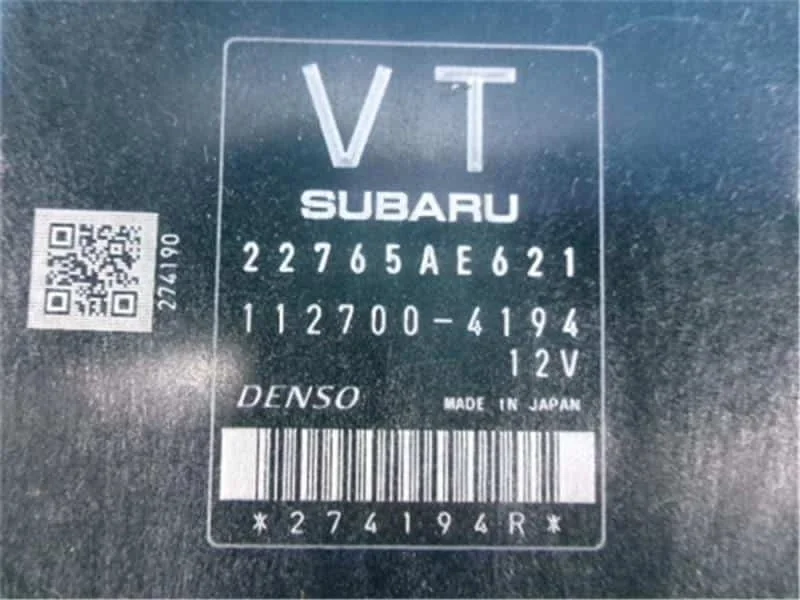 VT
SUBARU
22765AE621
274190
112700-4194
12V
DENSO
MADE IN JAPAN
*274194R*